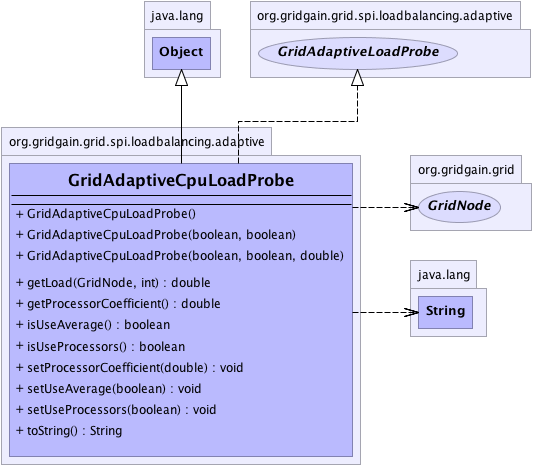 java.lang
Object
org.gridgain.grid.spi.loadbalancing.adaptive
GridAdaptiveLoadProbe
org.gridgain.grid.spi.loadbalancing.adaptive
GridAdaptiveCpuLoadProbe
+ GridAdaptiveCpuLoadProbe()
+ GridAdaptiveCpuLoadProbe(boolean, boolean)
+ GridAdaptiveCpuLoadProbe(boolean, boolean, double)
+ getLoad(GridNode, int) : double
+ getProcessorCoefficient() : double
+ isUseAverage() : boolean
+ isUseProcessors() : boolean
+ setProcessorCoefficient(double) : void
+ setUseAverage(boolean) : void
+ setUseProcessors(boolean) : void
+ toString() : String
org.gridgain.grid
GridNode
java.lang
String